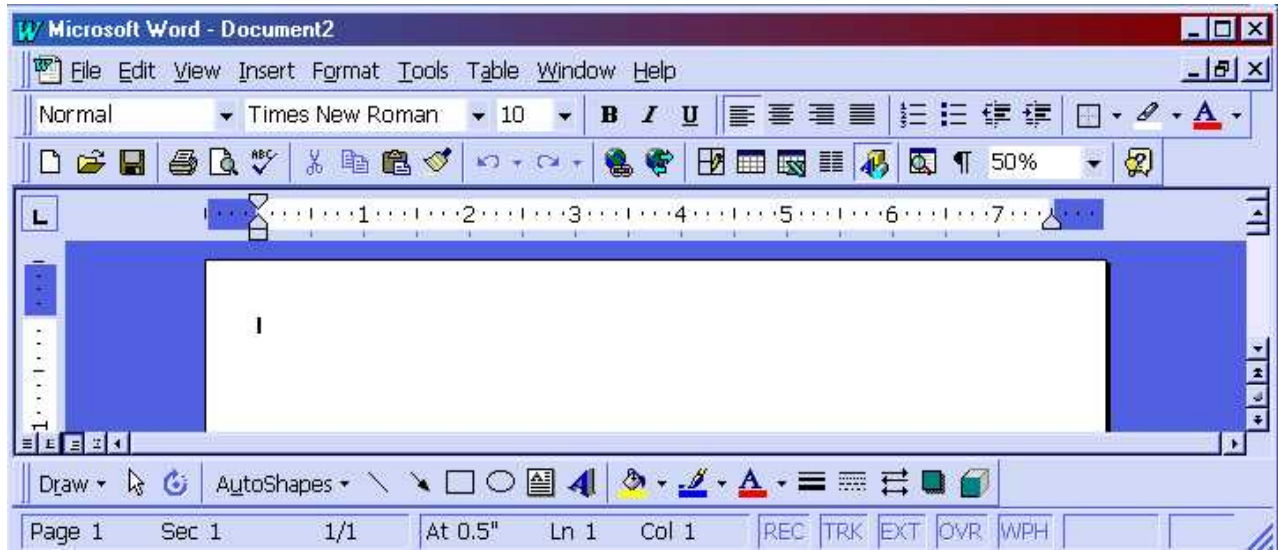 Microsoft Word - Document2
File Edit View Insert Format Tools Table Window Help
Normal Times New Roman 10 B I U A
ABC ¶ 50%
L 1 2 3 4 5 6 7
1
Draw AutoShapes A A
Page 1 Sec 1 1/1 At 0.5" Ln 1 Col 1 REC TRK EXT OVR WPH